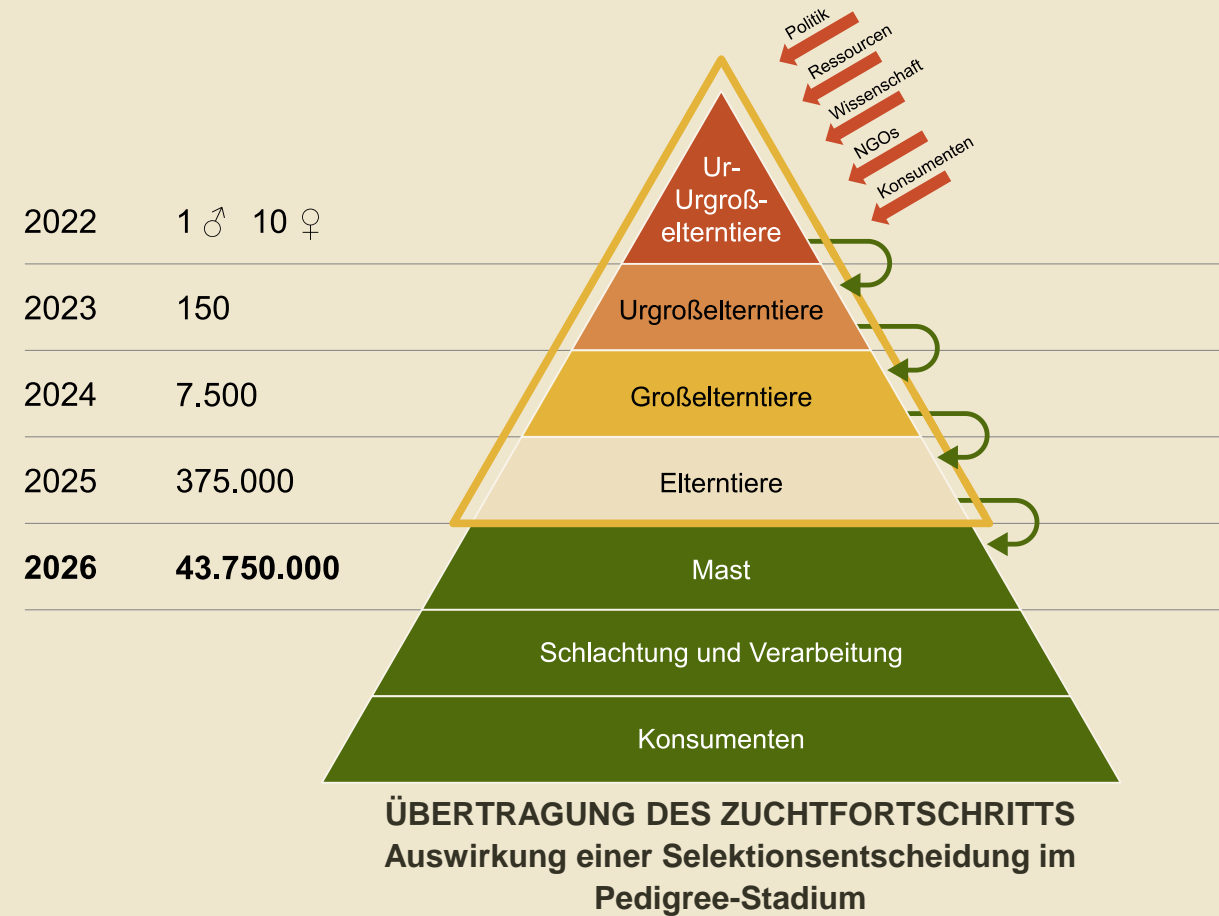 Politik
Ressourcen
Wissenschaft
NGOs
Konsumenten
Ur-
Urgroß-
elterntiere
2022 1 ♂ 10 ♀
2023 150 Urgroßelterntiere
2024 7.500 Großelterntiere
2025 375.000 Elterntiere
2026 43.750.000 Mast
Schlachtung und Verarbeitung
Konsumenten
ÜBERTRAGUNG DES ZUCHTFORTSCHRITTS
Auswirkung einer Selektionsentscheidung im
Pedigree-Stadium